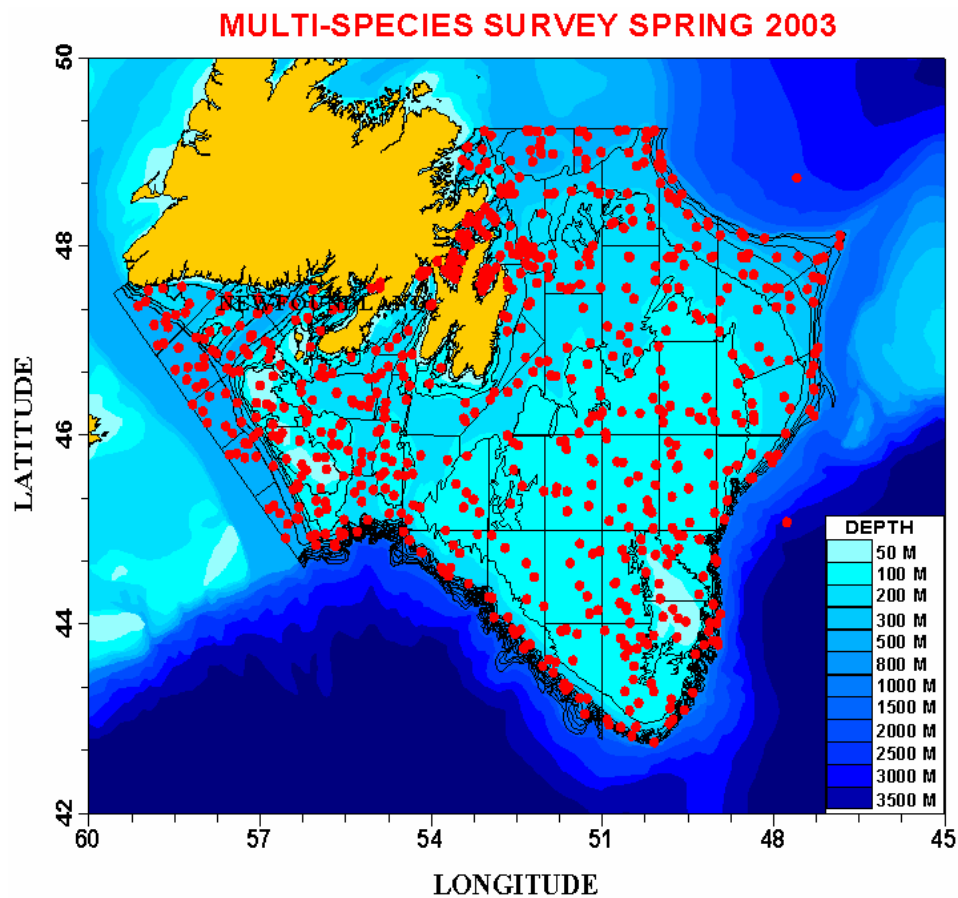 MULTI-SPECIES SURVEY SPRING 2003
50
48
NEWFOUNDLAND
LATITUDE
46
44
42
DEPTH
50 M
100 M
200 M
300 M
500 M
800 M
1000 M
1500 M
2000 M
2500 M
3000 M
3500 M
60
57
54
51
48
45
LONGITUDE